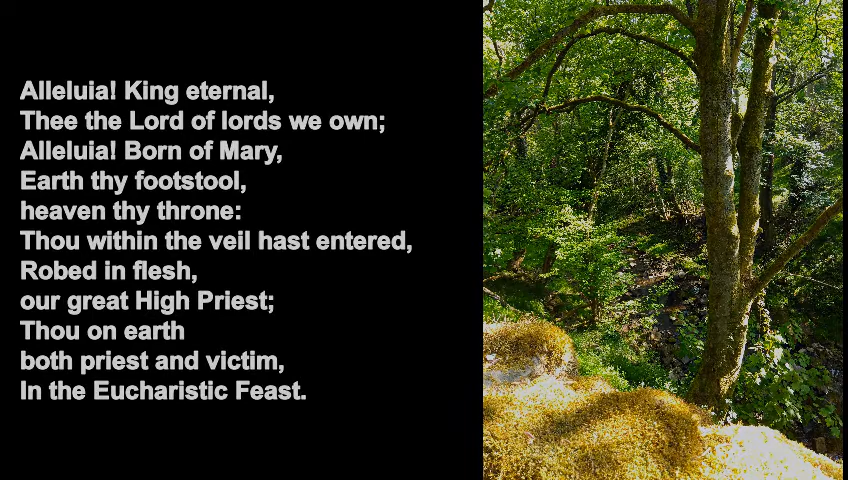 Alleluia! King eternal,
Thee the Lord of lords we own;
Alleluia! Born of Mary,
Earth thy footstool,
heaven thy throne:
Thou within the veil hast entered,
Robed in flesh,
our great High Priest;
Thou on earth
both priest and victim,
In the Eucharistic Feast.